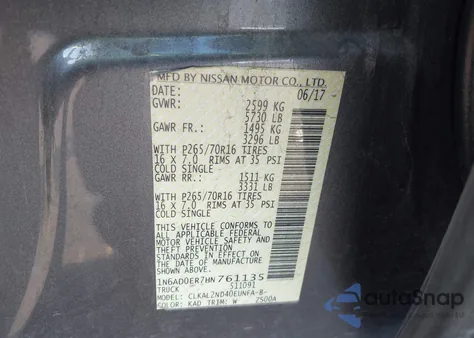 MFD BY NISSAN MOTOR CO., LTD.
DATE: 06/17
GVWR: 2599 KG
5730 LB
GAWR FR.: 1495 KG
3296 LB
WITH P265/70R16 TIRES
16 X 7.0 RIMS AT 35 PSI
COLD SINGLE
GAWR RR.: 1511 KG
3331 LB
WITH P265/70R16 TIRES
16 X 7.0 RIMS AT 35 PSI
COLD SINGLE
THIS VEHICLE CONFORMS TO
ALL APPLICABLE FEDERAL
MOTOR VEHICLE SAFETY AND
THEFT PREVENTION
STANDARDS IN EFFECT ON
THE DATE OF MANUFACTURE
SHOWN ABOVE.
1N6AD0ER7HN761135
TRUCK 511091
CLKALZND40EUNFA-B-
COLOR: KAD TRIM: W 2S00A
autoSnap